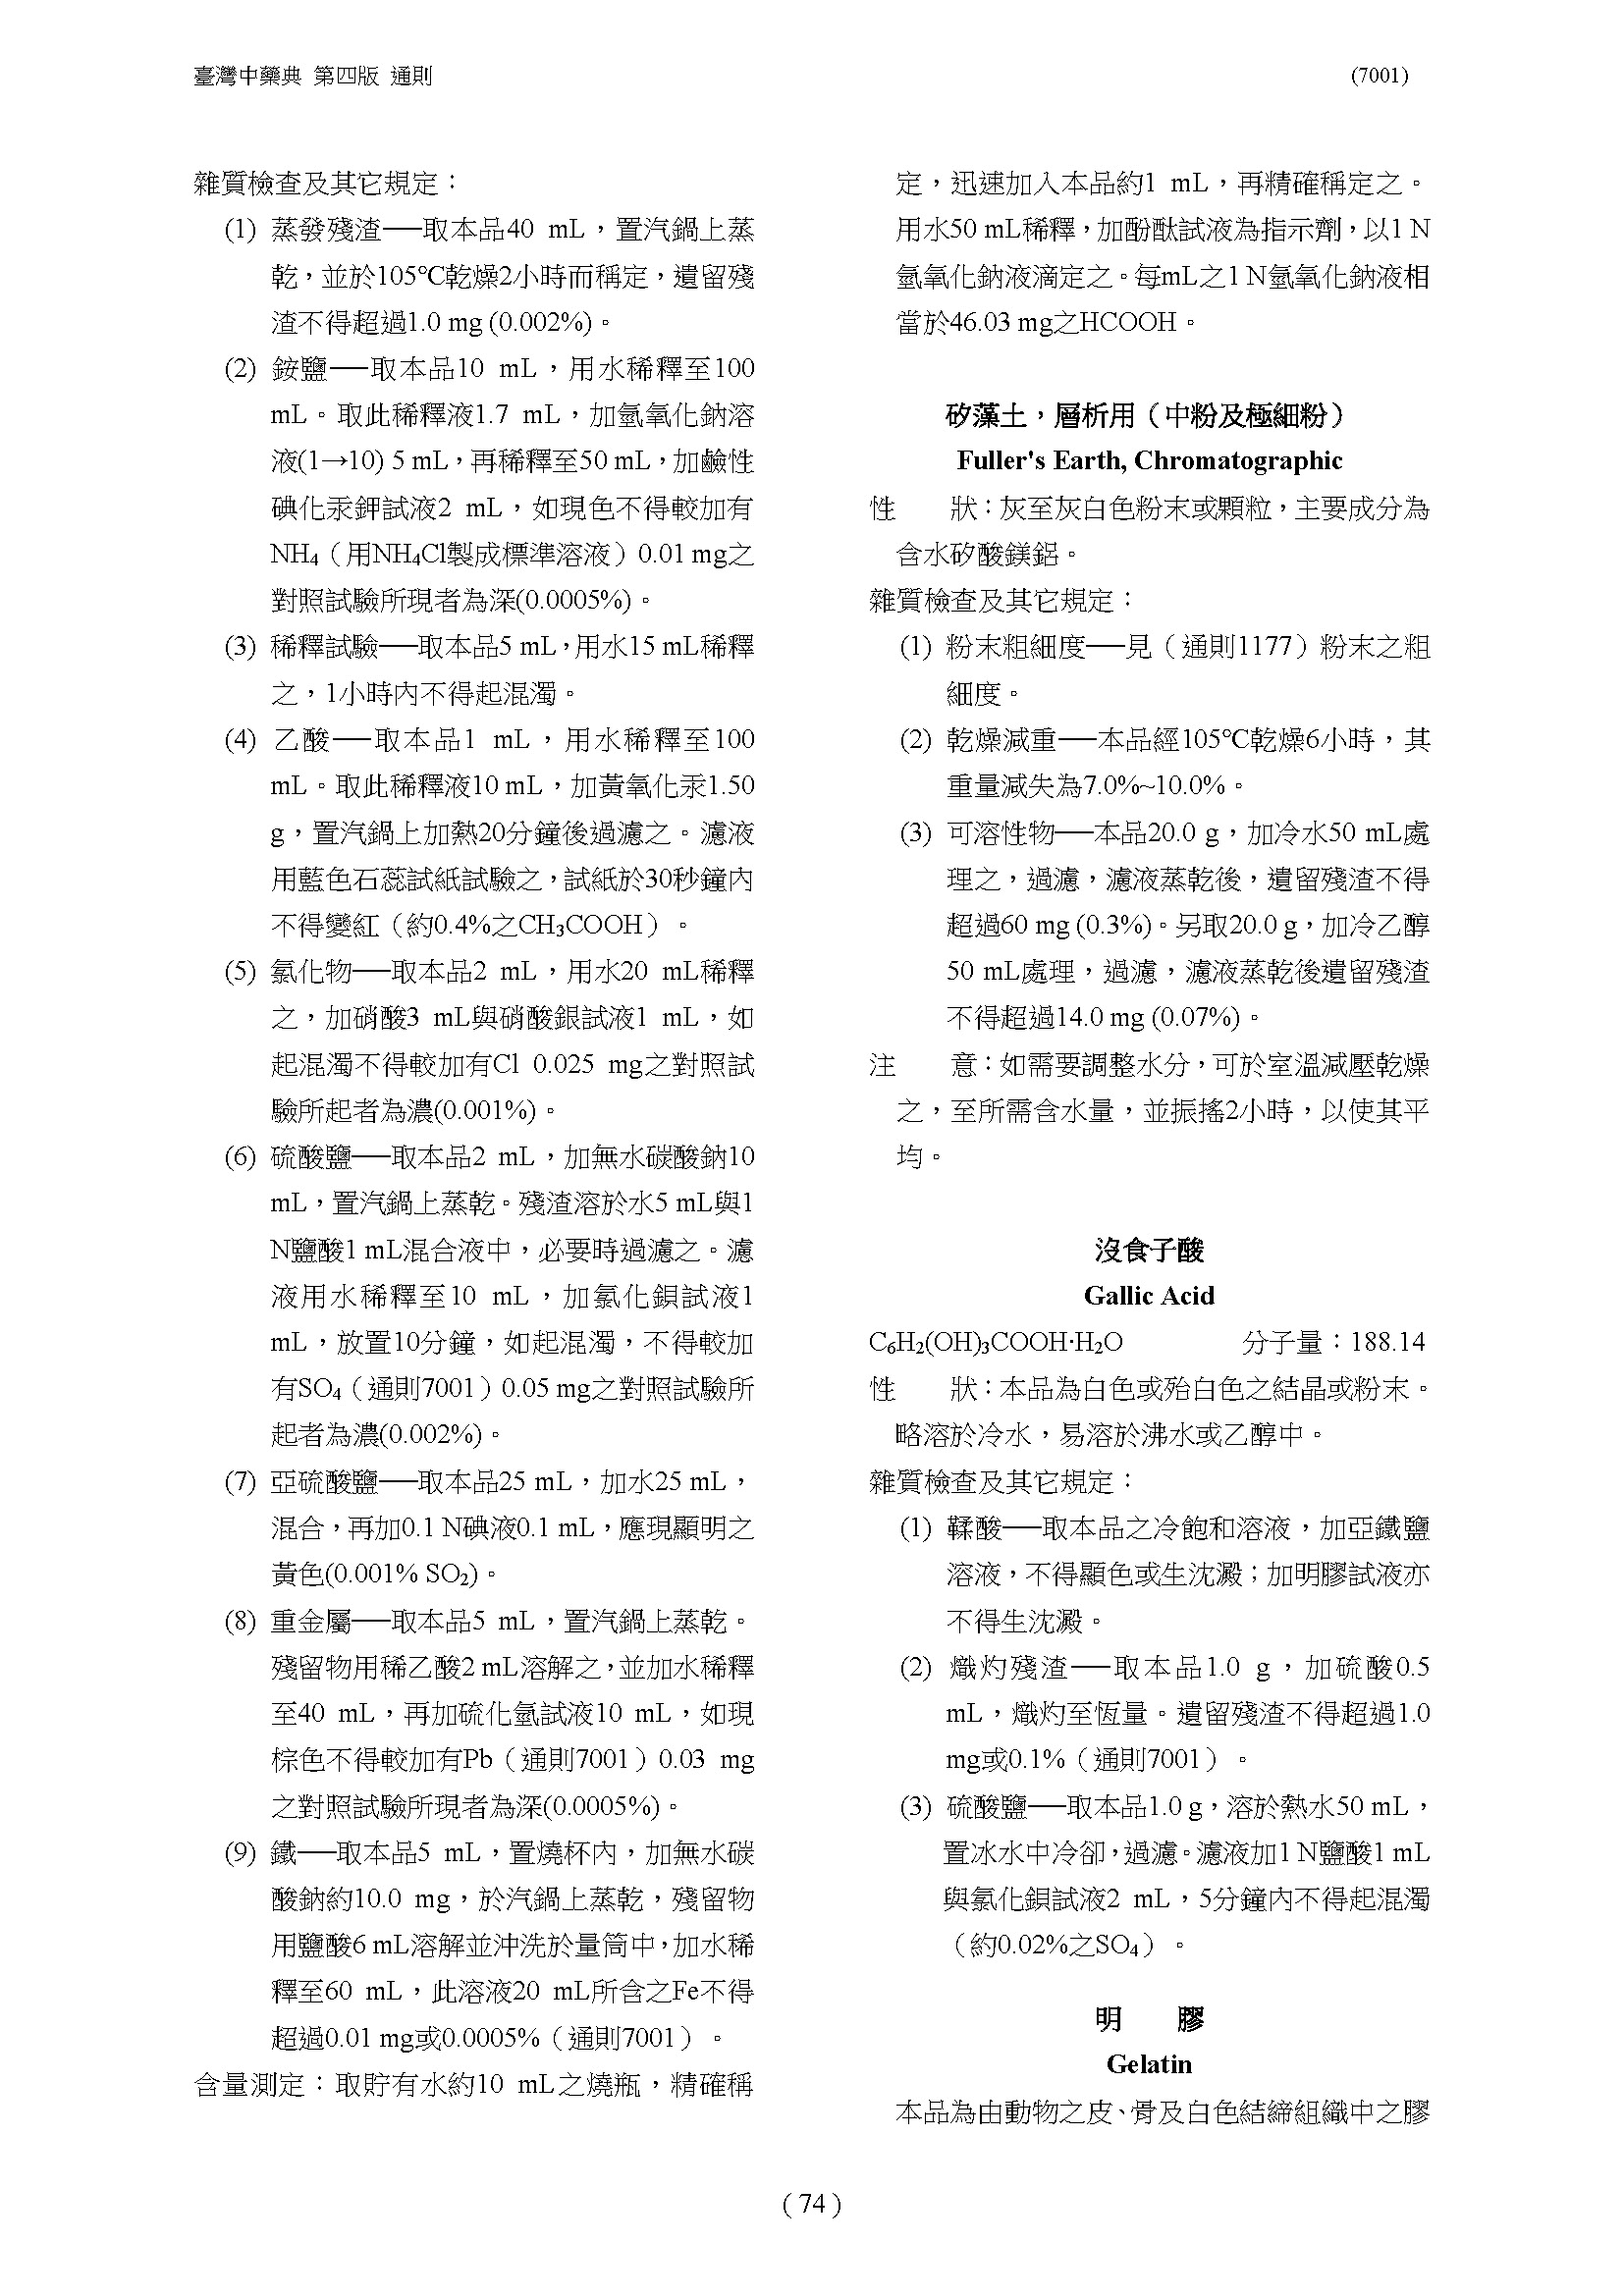 臺灣中藥典 第四版 通則 (7001)
雜質檢查及其它規定：
(1) 蒸發殘渣──取本品40 mL，置汽鍋上蒸
乾，並於105℃乾燥2小時而稱定，遺留殘
渣不得超過1.0 mg (0.002%)。
(2) 銨鹽──取本品10 mL，用水稀釋至100
mL。取此稀釋液1.7 mL，加氫氧化鈉溶
液(1→10) 5 mL，再稀釋至50 mL，加鹼性
碘化汞鉀試液2 mL，如現色不得較加有
NH₄（用NH₄Cl製成標準溶液）0.01 mg之
對照試驗所現者為深(0.0005%)。
(3) 稀釋試驗──取本品5 mL，用水15 mL稀釋
之，1小時內不得起混濁。
(4) 乙酸──取本品1 mL，用水稀釋至100
mL。取此稀釋液10 mL，加黃氧化汞1.50
g，置汽鍋上加熱20分鐘後過濾之。濾液
用藍色石蕊試紙試驗之，試紙於30秒鐘內
不得變紅（約0.4%之CH₃COOH）。
(5) 氯化物──取本品2 mL，用水20 mL稀釋
之，加硝酸3 mL與硝酸銀試液1 mL，如
起混濁不得較加有Cl 0.025 mg之對照試
驗所起者為濃(0.001%)。
(6) 硫酸鹽──取本品2 mL，加無水碳酸鈉10
mL，置汽鍋上蒸乾。殘渣溶於水5 mL與1
N鹽酸1 mL混合液中，必要時過濾之。濾
液用水稀釋至10 mL，加氯化鋇試液1
mL，放置10分鐘，如起混濁，不得較加
有SO₄（通則7001）0.05 mg之對照試驗所
起者為濃(0.002%)。
(7) 亞硫酸鹽──取本品25 mL，加水25 mL，
混合，再加0.1 N碘液0.1 mL，應現顯明之
黃色(0.001% SO₂)。
(8) 重金屬──取本品5 mL，置汽鍋上蒸乾。
殘留物用稀乙酸2 mL溶解之，並加水稀釋
至40 mL，再加硫化氫試液10 mL，如現
棕色不得較加有Pb（通則7001）0.03 mg
之對照試驗所現者為深(0.0005%)。
(9) 鐵──取本品5 mL，置燒杯內，加無水碳
酸鈉約10.0 mg，於汽鍋上蒸乾，殘留物
用鹽酸6 mL溶解並沖洗於量筒中，加水稀
釋至60 mL，此溶液20 mL所含之Fe不得
超過0.01 mg或0.0005%（通則7001）。
含量測定：取貯有水約10 mL之燒瓶，精確稱
定，迅速加入本品約1 mL，再精確稱定之。
用水50 mL稀釋，加酚酞試液為指示劑，以1 N
氫氧化鈉液滴定之。每mL之1 N氫氧化鈉液相
當於46.03 mg之HCOOH。
矽藻土，層析用（中粉及極細粉）
Fuller's Earth, Chromatographic
性　　狀：灰至灰白色粉末或顆粒，主要成分為
含水矽酸鎂鋁。
雜質檢查及其它規定：
(1) 粉末粗細度──見（通則1177）粉末之粗
細度。
(2) 乾燥減重──本品經105℃乾燥6小時，其
重量減失為7.0%~10.0%。
(3) 可溶性物──本品20.0 g，加冷水50 mL處
理之，過濾，濾液蒸乾後，遺留殘渣不得
超過60 mg (0.3%)。另取20.0 g，加冷乙醇
50 mL處理，過濾，濾液蒸乾後遺留殘渣
不得超過14.0 mg (0.07%)。
注　　意：如需要調整水分，可於室溫減壓乾燥
之，至所需含水量，並振搖2小時，以使其平
均。
沒食子酸
Gallic Acid
C₆H₂(OH)₃COOH·H₂O 分子量：188.14
性　　狀：本品為白色或殆白色之結晶或粉末。
略溶於冷水，易溶於沸水或乙醇中。
雜質檢查及其它規定：
(1) 鞣酸──取本品之冷飽和溶液，加亞鐵鹽
溶液，不得顯色或生沈澱；加明膠試液亦
不得生沈澱。
(2) 熾灼殘渣──取本品1.0 g，加硫酸0.5
mL，熾灼至恆量。遺留殘渣不得超過1.0
mg或0.1%（通則7001）。
(3) 硫酸鹽──取本品1.0 g，溶於熱水50 mL，
置冰水中冷卻，過濾。濾液加1 N鹽酸1 mL
與氯化鋇試液2 mL，5分鐘內不得起混濁
（約0.02%之SO₄）。
明　　膠
Gelatin
本品為由動物之皮、骨及白色結締組織中之膠
( 74 )